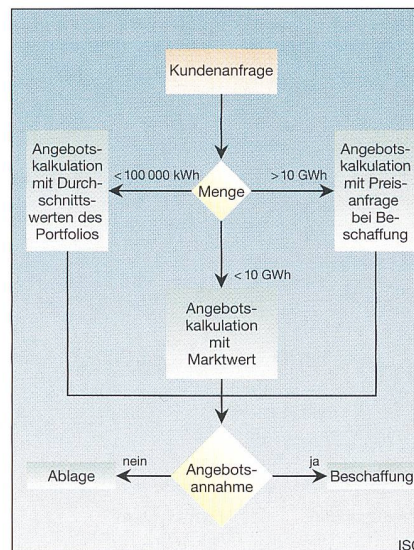 Kundenanfrage
Angebots-
kalkulation
mit Durch-
schnitts-
werten des
Portfolios
< 100 000 kWh
Menge
> 10 GWh
Angebots-
kalkulation
mit Preis-
anfrage
bei Be-
schaffung
< 10 GWh
Angebots-
kalkulation
mit
Marktwert
Ablage
nein
Angebots-
annahme
ja
Beschaffung